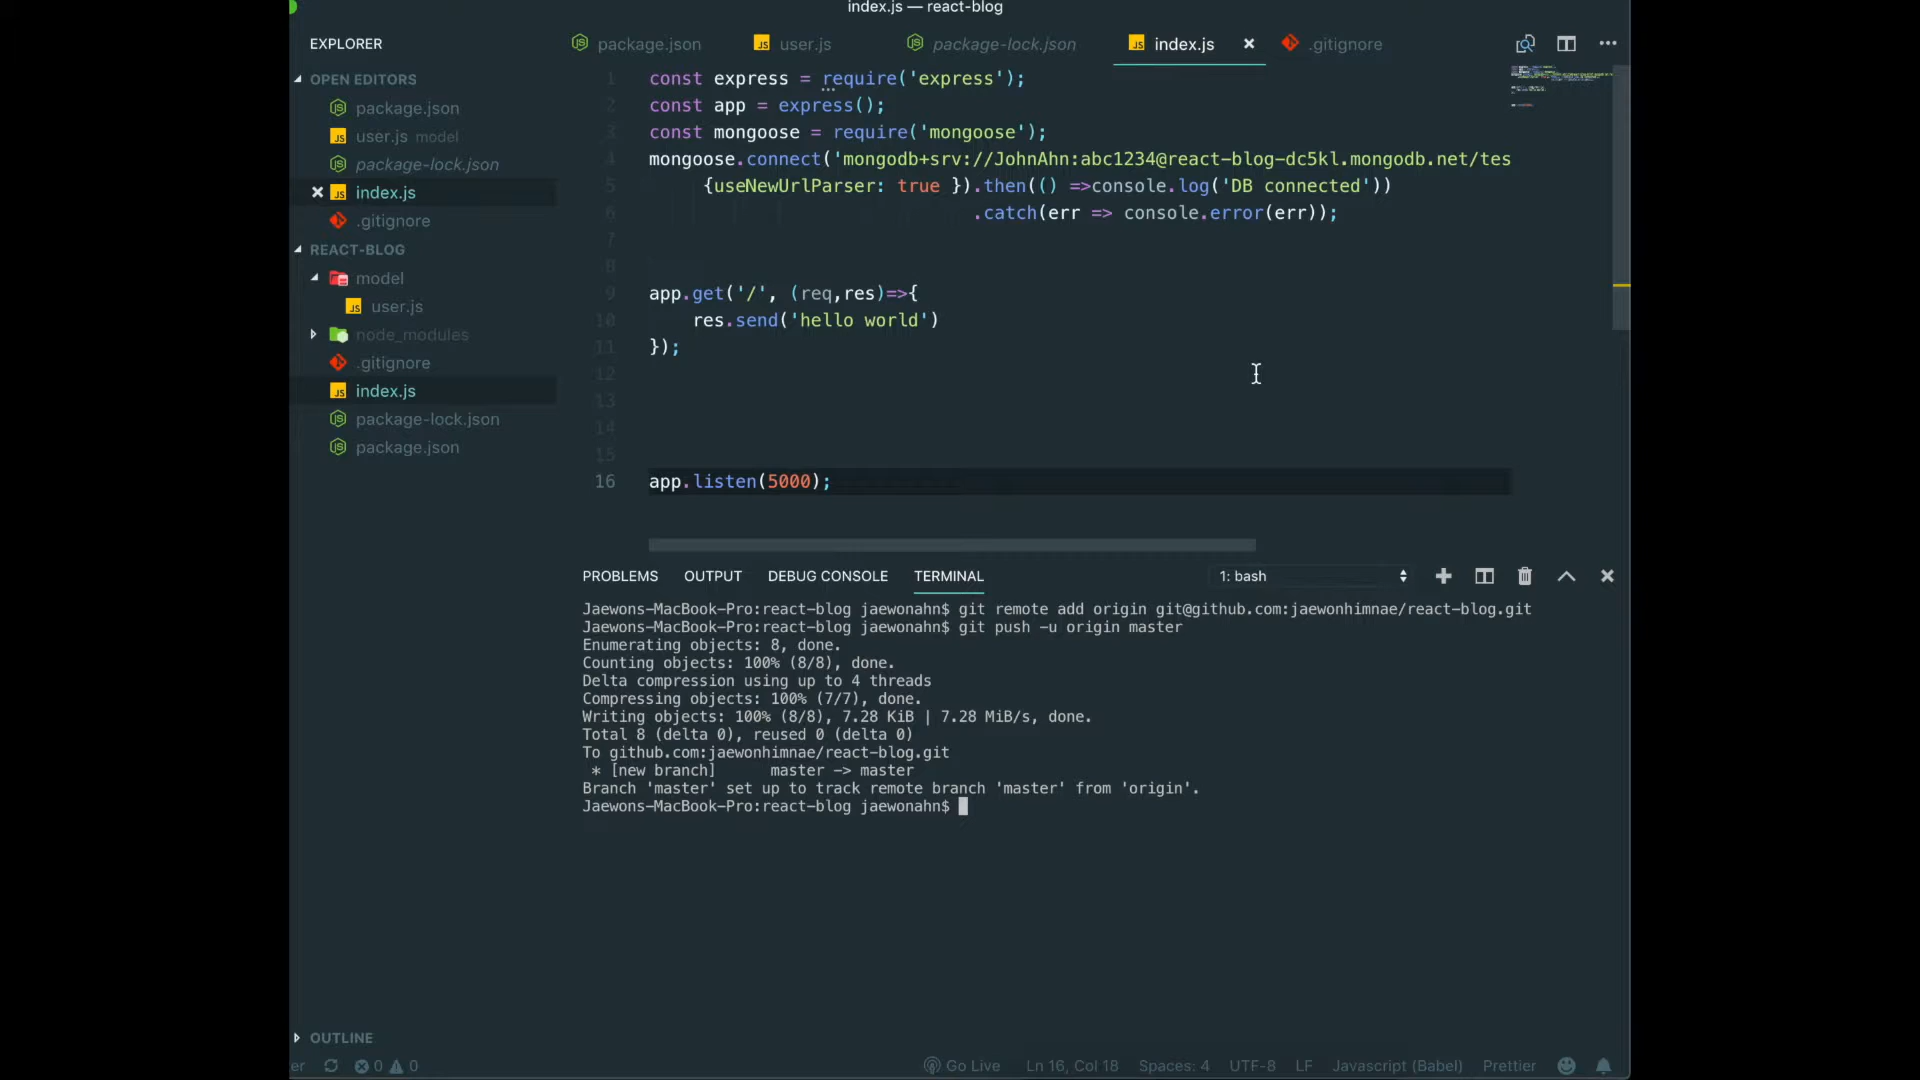 index.js — react-blog
EXPLORER
OPEN EDITORS
package.json
user.js model
package-lock.json
index.js
.gitignore
REACT-BLOG
model
user.js
node_modules
.gitignore
index.js
package-lock.json
package.json
OUTLINE
package.json
user.js
package-lock.json
index.js
.gitignore
1 const express = require('express');
2 const app = express();
3 const mongoose = require('mongoose');
4 mongoose.connect('mongodb+srv://JohnAhn:abc1234@react-blog-dc5kl.mongodb.net/tes
5 {useNewUrlParser: true }).then(() =>console.log('DB connected'))
6 .catch(err => console.error(err));
7
8
9 app.get('/', (req,res)=>{
10 res.send('hello world')
11 });
12
13
14
15
16 app.listen(5000);
PROBLEMS OUTPUT DEBUG CONSOLE TERMINAL 1: bash
Jaewons-MacBook-Pro:react-blog jaewonahn$ git remote add origin git@github.com:jaewonhimnae/react-blog.git
Jaewons-MacBook-Pro:react-blog jaewonahn$ git push -u origin master
Enumerating objects: 8, done.
Counting objects: 100% (8/8), done.
Delta compression using up to 4 threads
Compressing objects: 100% (7/7), done.
Writing objects: 100% (8/8), 7.28 KiB | 7.28 MiB/s, done.
Total 8 (delta 0), reused 0 (delta 0)
To github.com:jaewonhimnae/react-blog.git
* [new branch] master -> master
Branch 'master' set up to track remote branch 'master' from 'origin'.
Jaewons-MacBook-Pro:react-blog jaewonahn$
er 0 0 Go Live Ln 16, Col 18 Spaces: 4 UTF-8 LF Javascript (Babel) Prettier